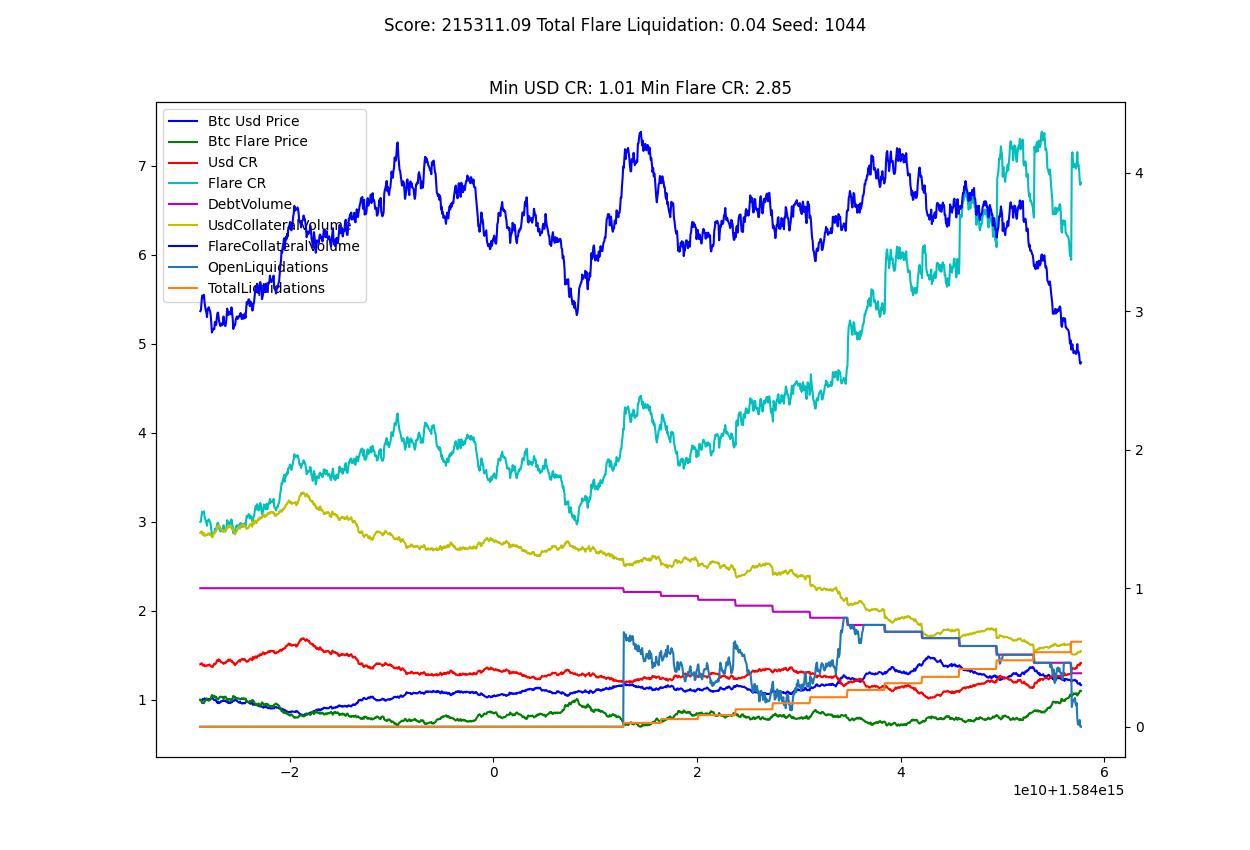 Score: 215311.09 Total Flare Liquidation: 0.04 Seed: 1044
Min USD CR: 1.01 Min Flare CR: 2.85
Btc Usd Price
Btc Flare Price
Usd CR
Flare CR
DebtVolume
UsdCollateralVolume
FlareCollateralVolume
OpenLiquidations
TotalLiquidations
7
6
5
4
3
2
1
4
3
2
1
0
−2
0
2
4
6
1e10+1.584e15